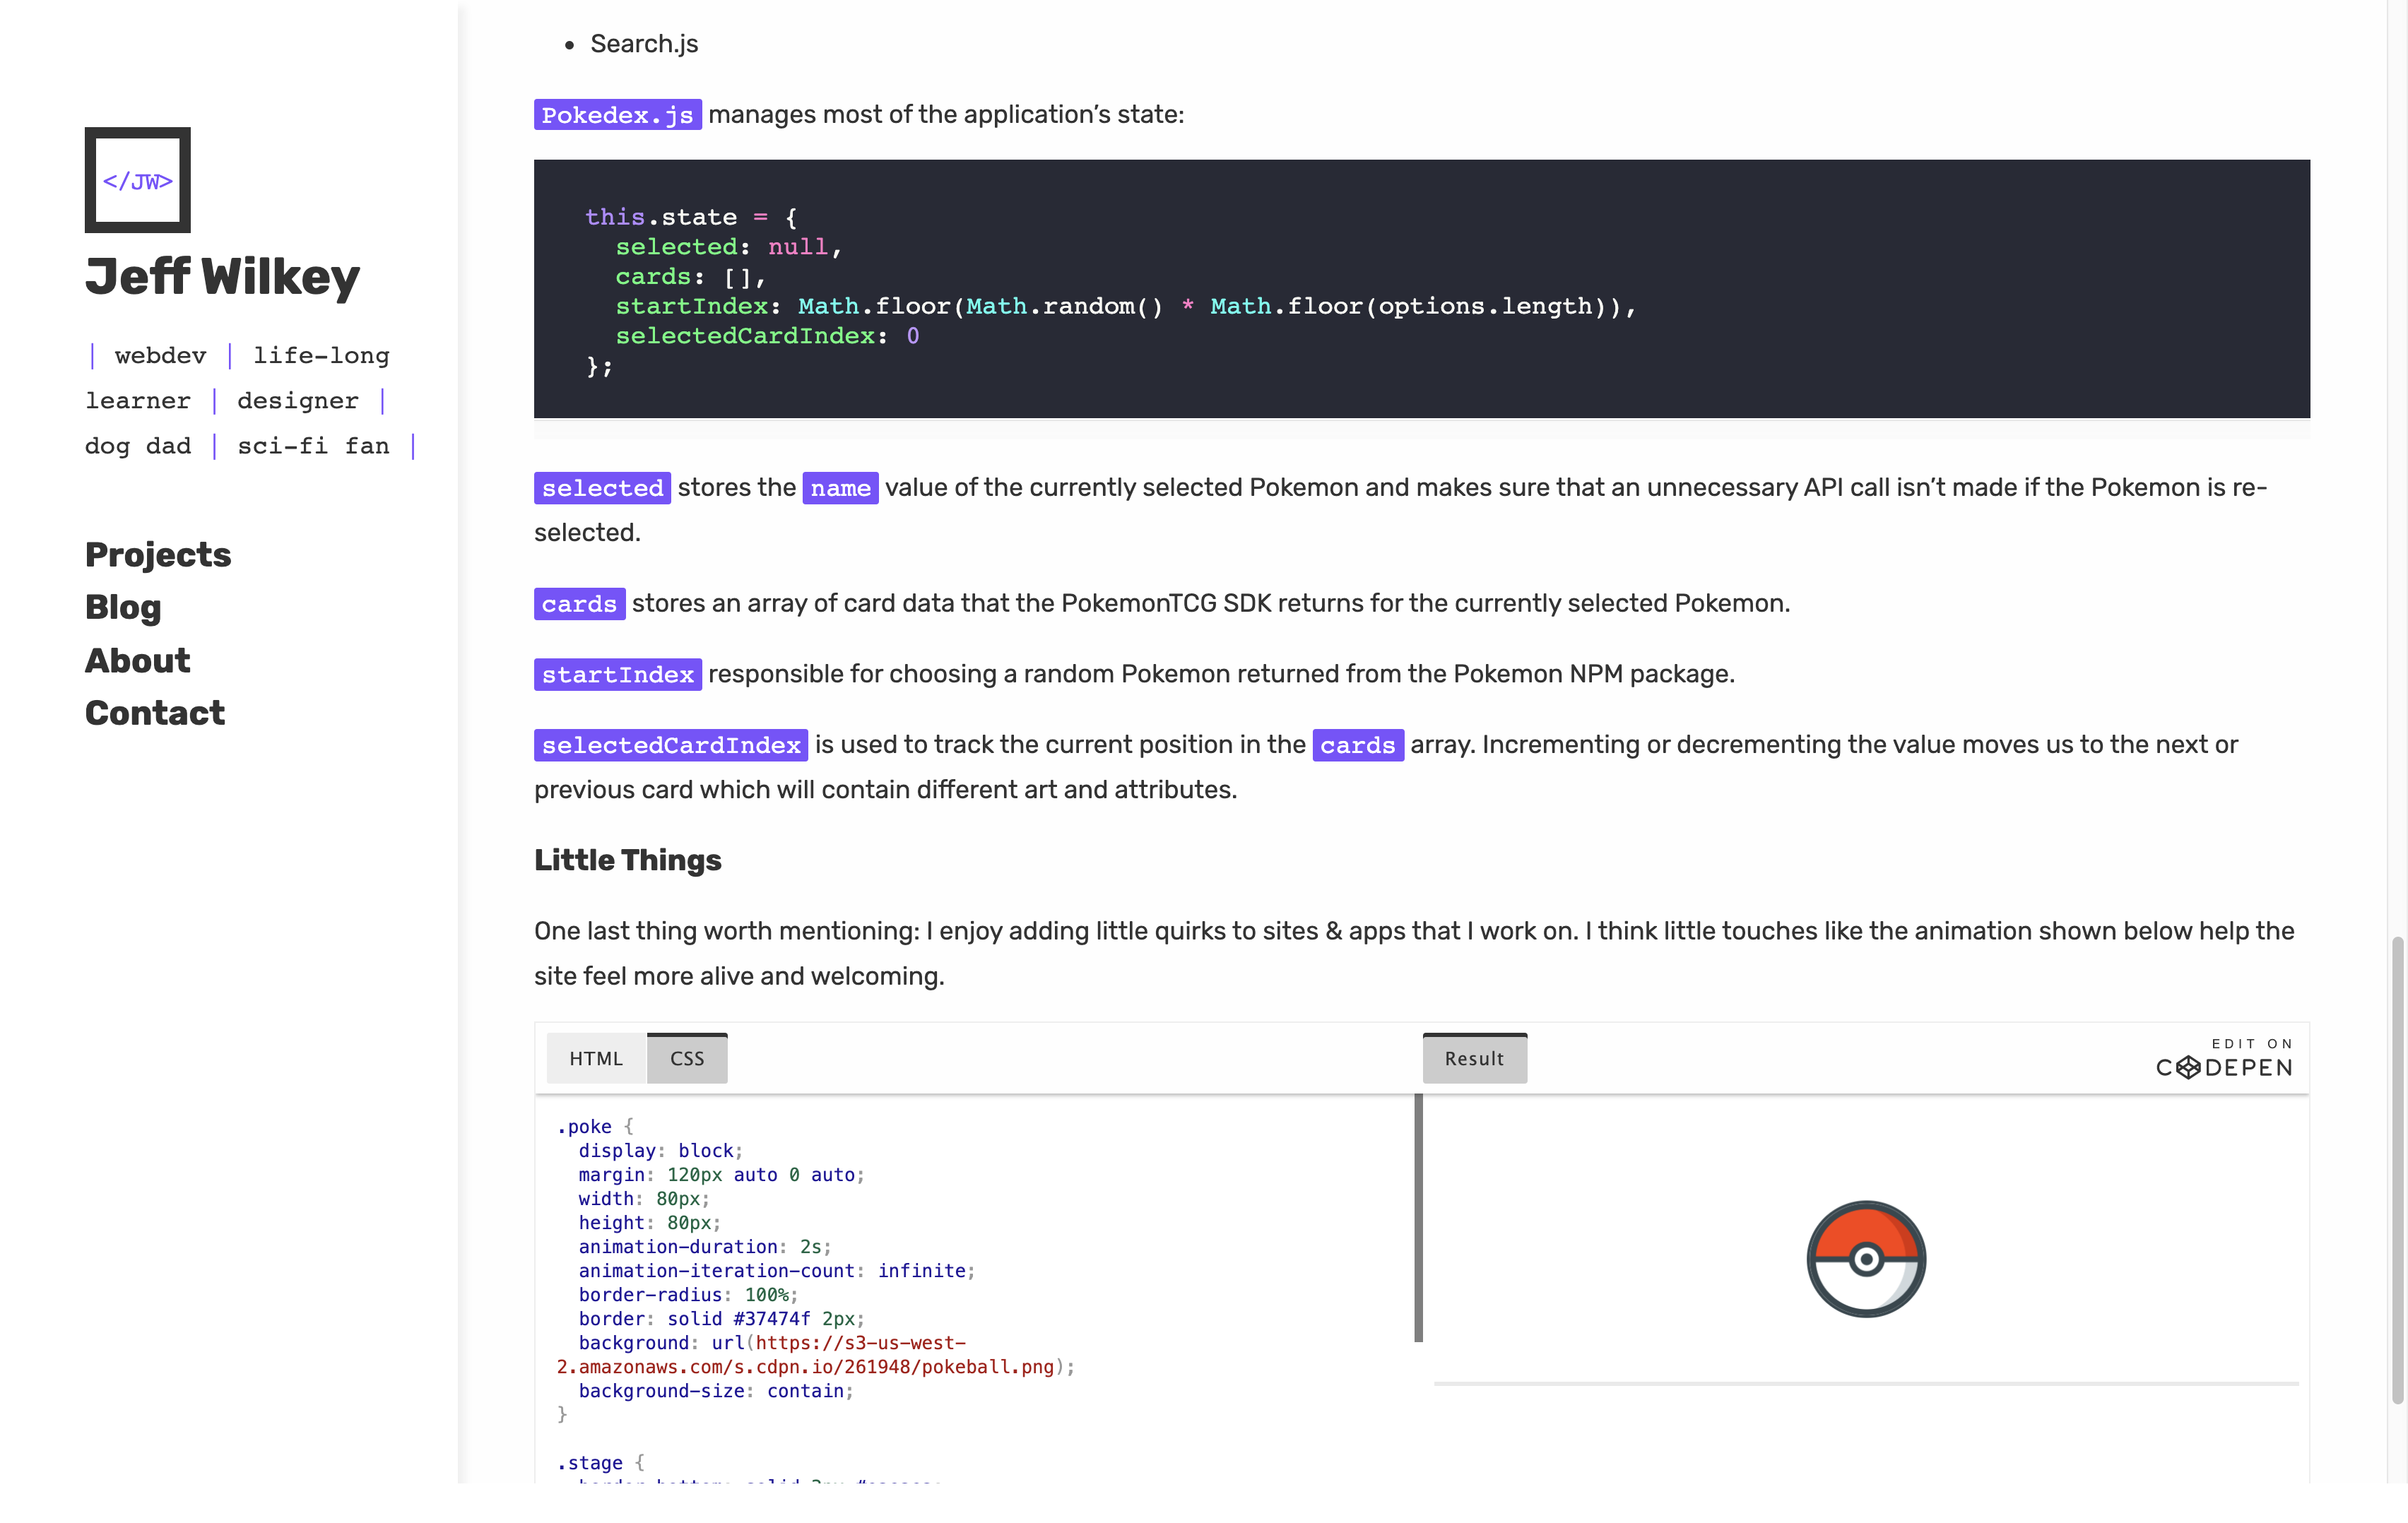 </JW>
Jeff Wilkey
| webdev | life-long
learner | designer |
dog dad | sci-fi fan |
Projects
Blog
About
Contact
• Search.js
Pokedex.js manages most of the application’s state:
this.state = {
  selected: null,
  cards: [],
  startIndex: Math.floor(Math.random() * Math.floor(options.length)),
  selectedCardIndex: 0
};
selected stores the name value of the currently selected Pokemon and makes sure that an unnecessary API call isn’t made if the Pokemon is re-
selected.
cards stores an array of card data that the PokemonTCG SDK returns for the currently selected Pokemon.
startIndex responsible for choosing a random Pokemon returned from the Pokemon NPM package.
selectedCardIndex is used to track the current position in the cards array. Incrementing or decrementing the value moves us to the next or
previous card which will contain different art and attributes.
Little Things
One last thing worth mentioning: I enjoy adding little quirks to sites & apps that I work on. I think little touches like the animation shown below help the
site feel more alive and welcoming.
HTML CSS Result EDIT ON
CODEPEN
.poke {
  display: block;
  margin: 120px auto 0 auto;
  width: 80px;
  height: 80px;
  animation-duration: 2s;
  animation-iteration-count: infinite;
  border-radius: 100%;
  border: solid #37474f 2px;
  background: url(https://s3-us-west-
2.amazonaws.com/s.cdpn.io/261948/pokeball.png);
  background-size: contain;
}
.stage {